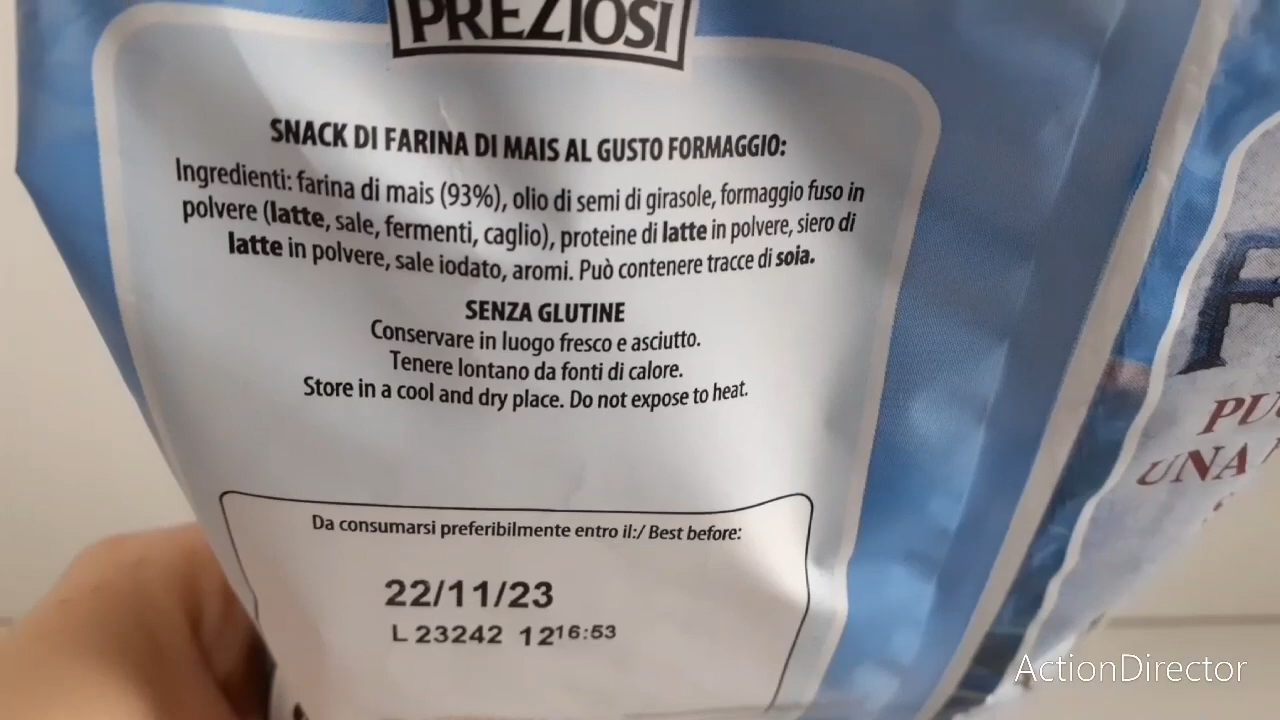 PREZIOSI
SNACK DI FARINA DI MAIS AL GUSTO FORMAGGIO:
Ingredienti: farina di mais (93%), olio di semi di girasole, formaggio fuso in
polvere (latte, sale, fermenti, caglio), proteine di latte in polvere, siero di
latte in polvere, sale iodato, aromi. Può contenere tracce di soia.
SENZA GLUTINE
Conservare in luogo fresco e asciutto.
Tenere lontano da fonti di calore.
Store in a cool and dry place. Do not expose to heat.
Da consumarsi preferibilmente entro il:/ Best before:
22/11/23
L 23242 12 16:53
UNA
ActionDirector